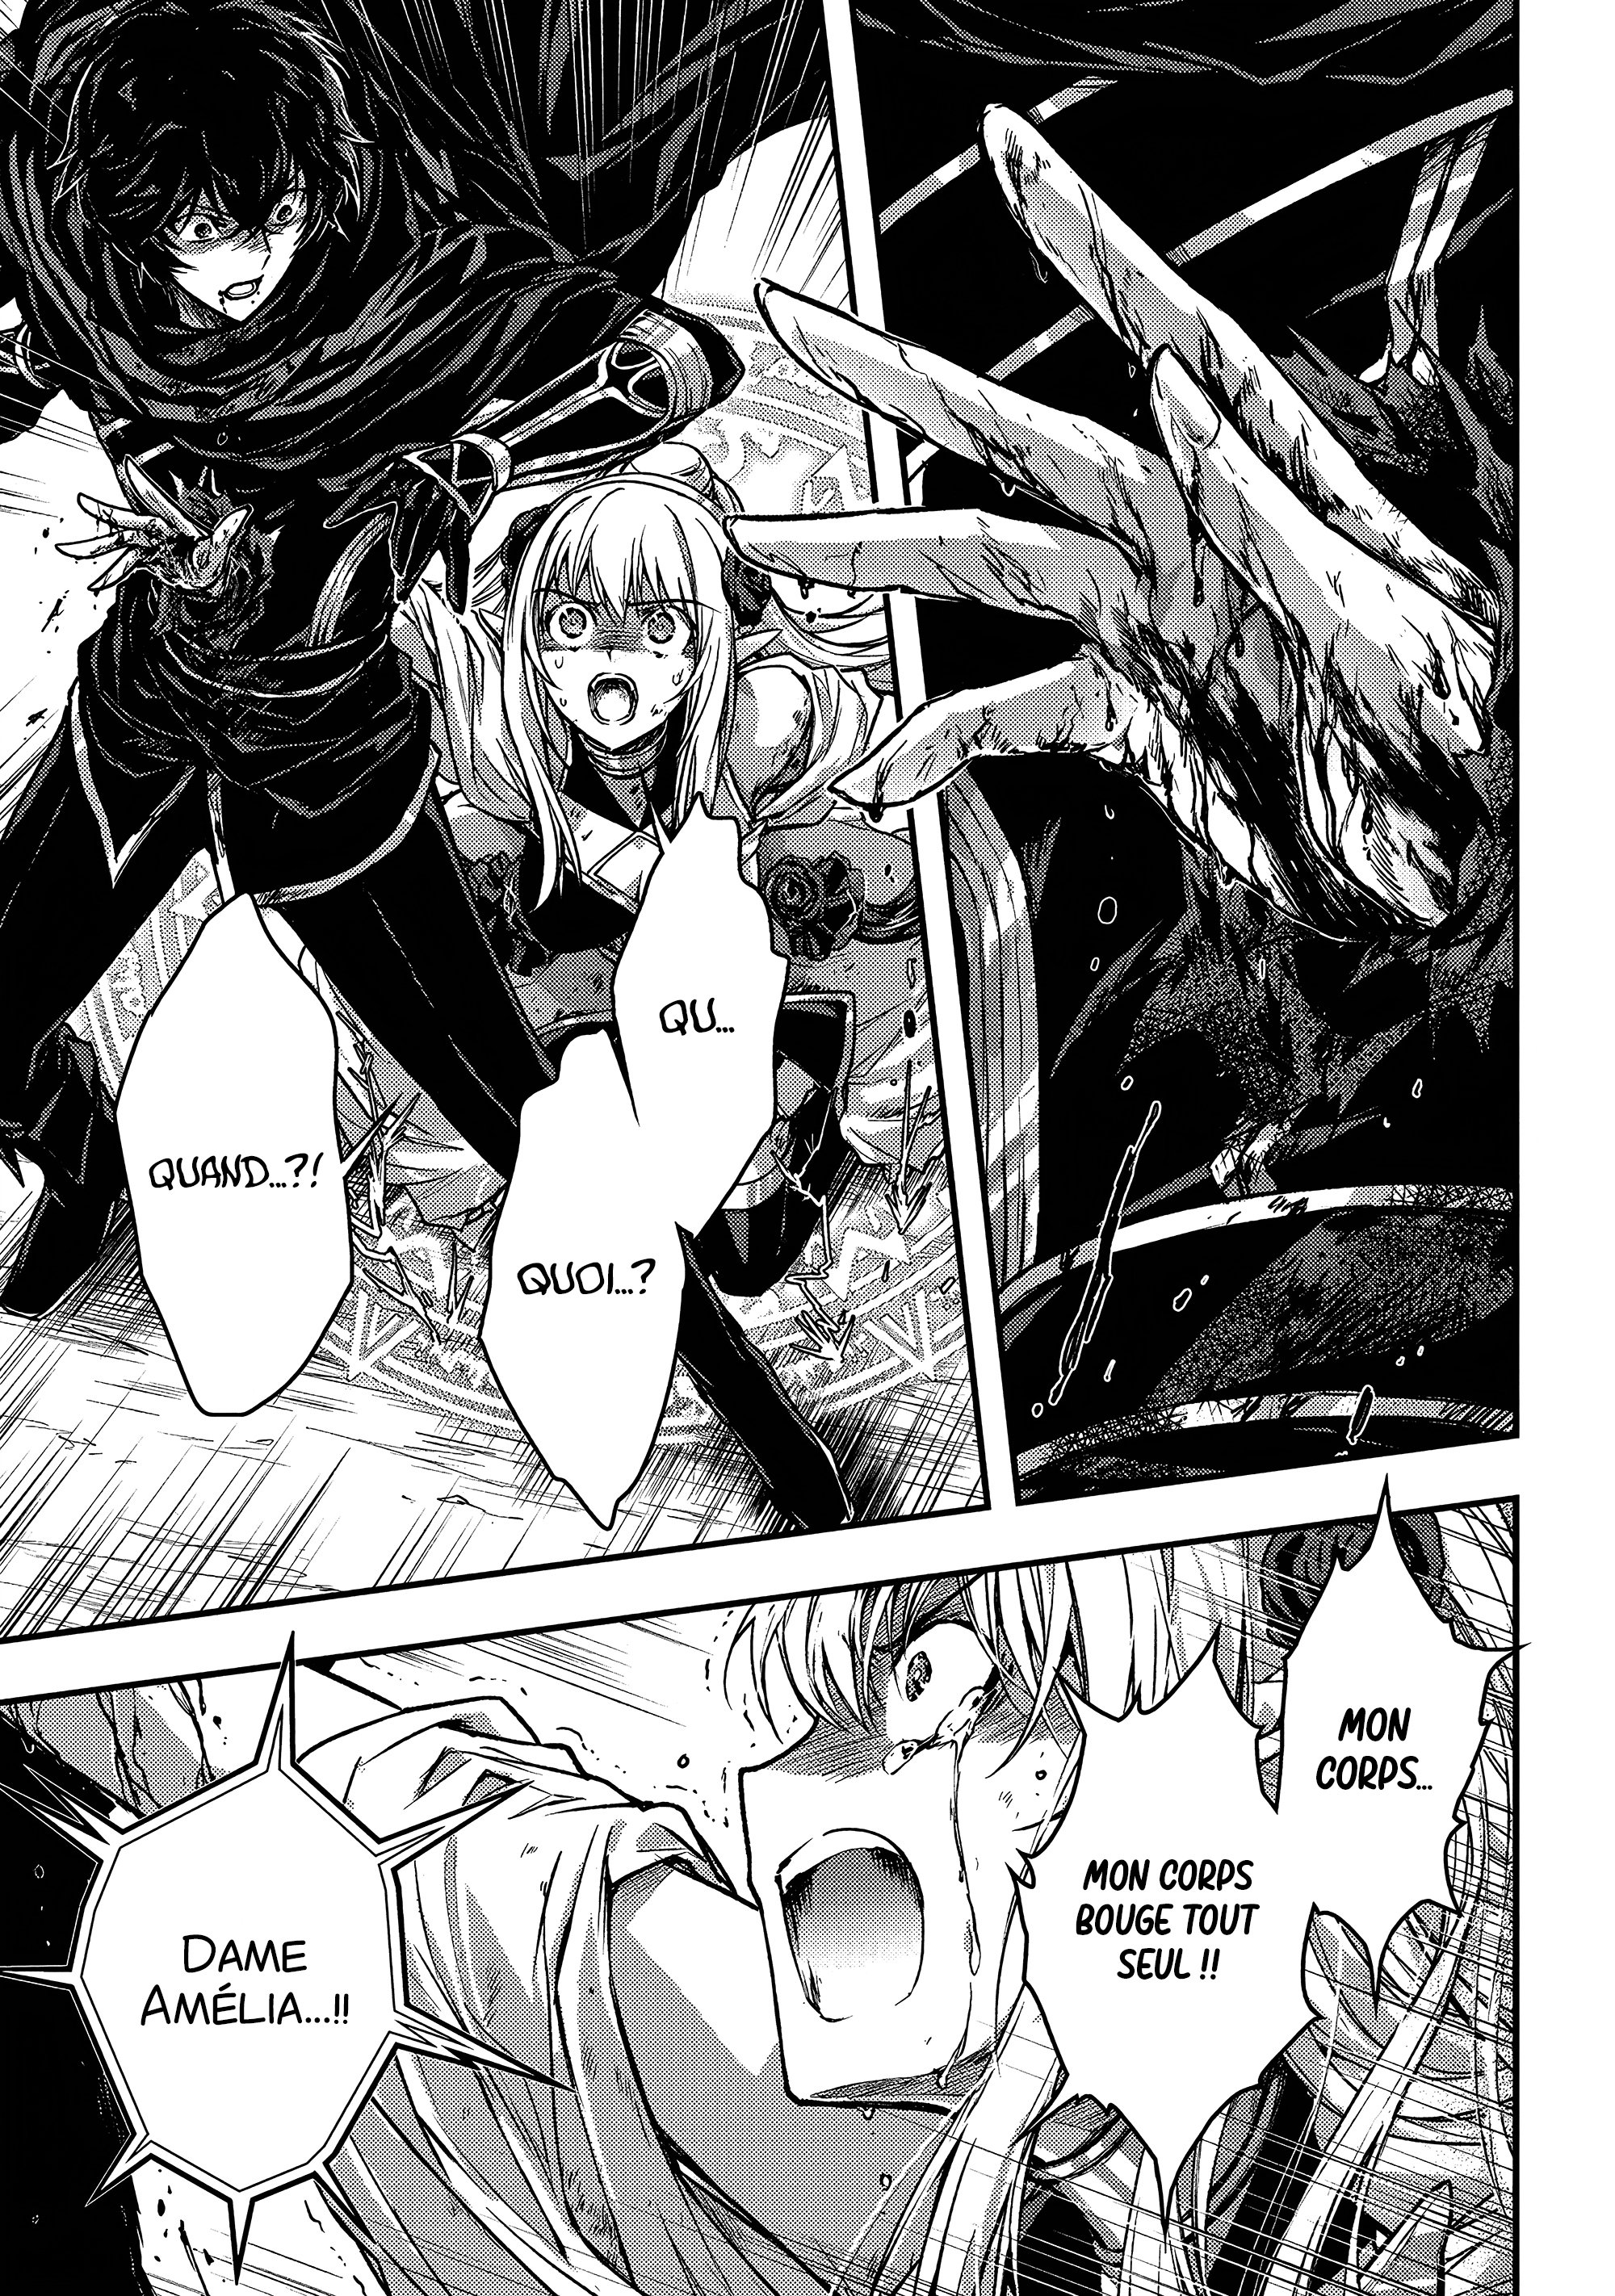 QU...
QUOI...?
QUAND...?!
MON
CORPS...
MON CORPS
BOUGE TOUT
SEUL !!
DAME
AMÉLIA...!!